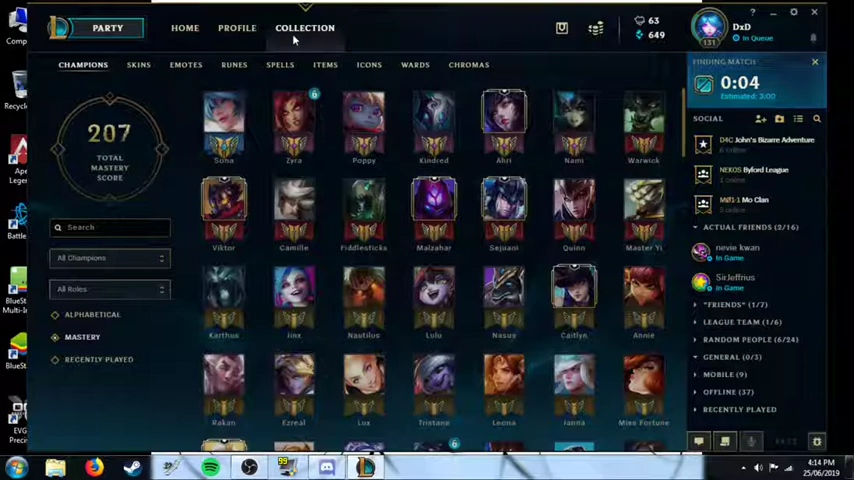 PARTY
HOME
PROFILE
COLLECTION
63
649
131
DxD
In Queue
CHAMPIONS
SKINS
EMOTES
RUNES
SPELLS
ITEMS
ICONS
WARDS
CHROMAS
FINDING MATCH
0:04
Estimated: 3:00
207
TOTAL
MASTERY
SCORE
Search
All Champions
All Roles
ALPHABETICAL
MASTERY
RECENTLY PLAYED
6
Sona
Zyra
Poppy
Kindred
Ahri
Nami
Warwick
Viktor
Camille
Fiddlesticks
Malzahar
Sejuani
Quinn
Master Yi
Karthus
Jinx
Nautilus
Lulu
Nasus
Caitlyn
Annie
Rakan
Ezreal
Lux
Tristana
Leona
Janna
Miss Fortune
6
SOCIAL
D4C John's Bizarre Adventure
NEKOS Byford League
1 online
Mo Clan
ACTUAL FRIENDS (2/16)
nevie kwan
In Game
SirJeffrius
In Game
"FRIENDS" (1/7)
LEAGUE TEAM (1/6)
RANDOM PEOPLE (6/24)
GENERAL (0/3)
MOBILE (9)
OFFLINE (37)
RECENTLY PLAYED
4:14 PM
25/06/2019